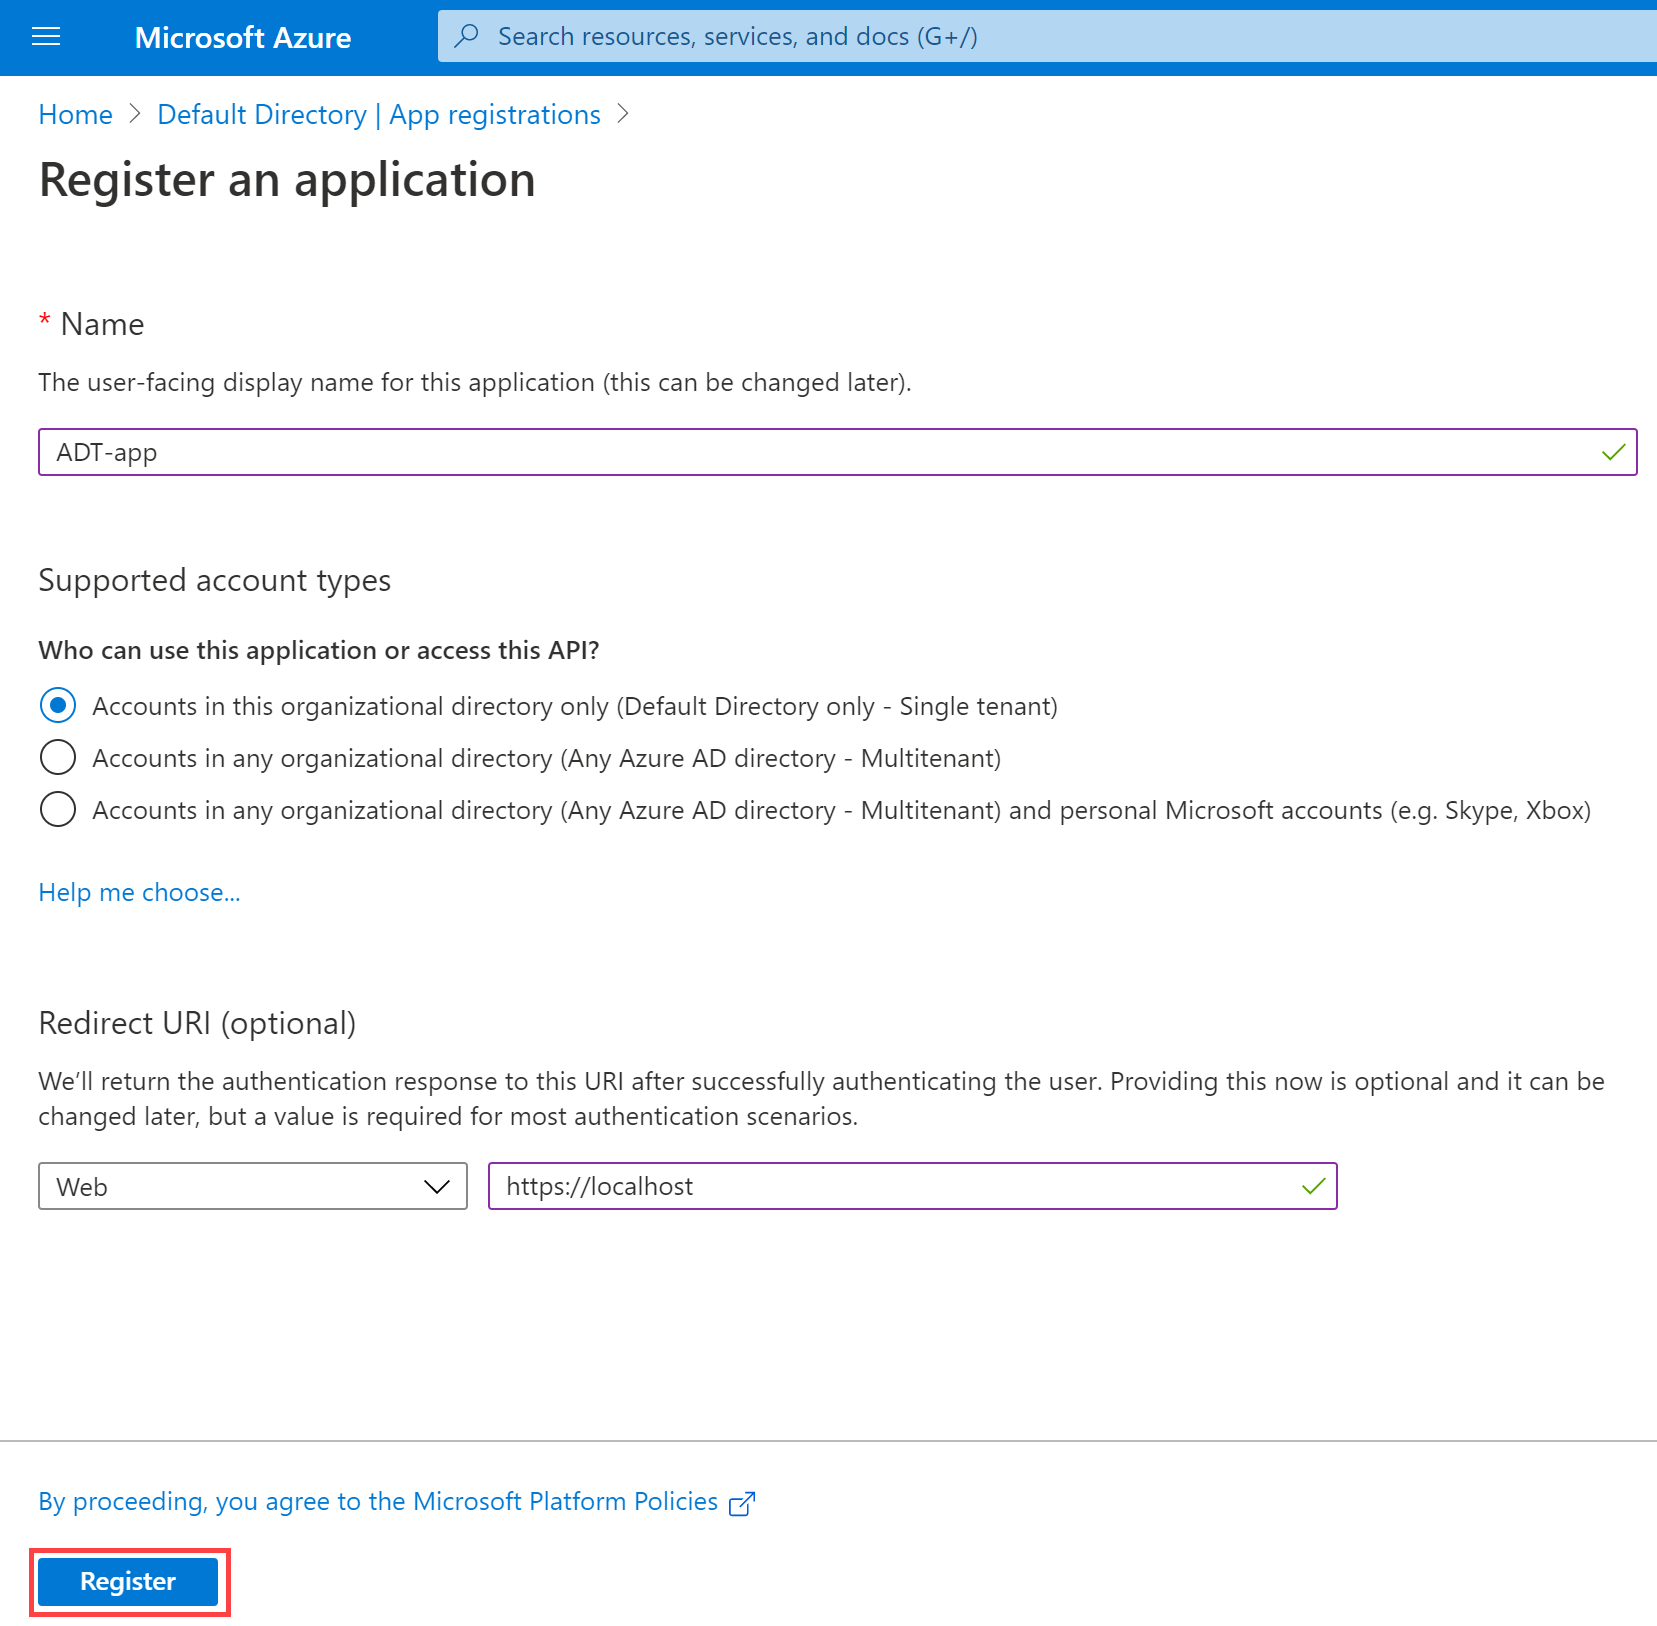 Microsoft Azure
Search resources, services, and docs (G+/)
Home > Default Directory | App registrations >
Register an application
* Name
The user-facing display name for this application (this can be changed later).
ADT-app
Supported account types
Who can use this application or access this API?
Accounts in this organizational directory only (Default Directory only - Single tenant)
Accounts in any organizational directory (Any Azure AD directory - Multitenant)
Accounts in any organizational directory (Any Azure AD directory - Multitenant) and personal Microsoft accounts (e.g. Skype, Xbox)
Help me choose...
Redirect URI (optional)
We’ll return the authentication response to this URI after successfully authenticating the user. Providing this now is optional and it can be
changed later, but a value is required for most authentication scenarios.
Web
https://localhost
By proceeding, you agree to the Microsoft Platform Policies
Register